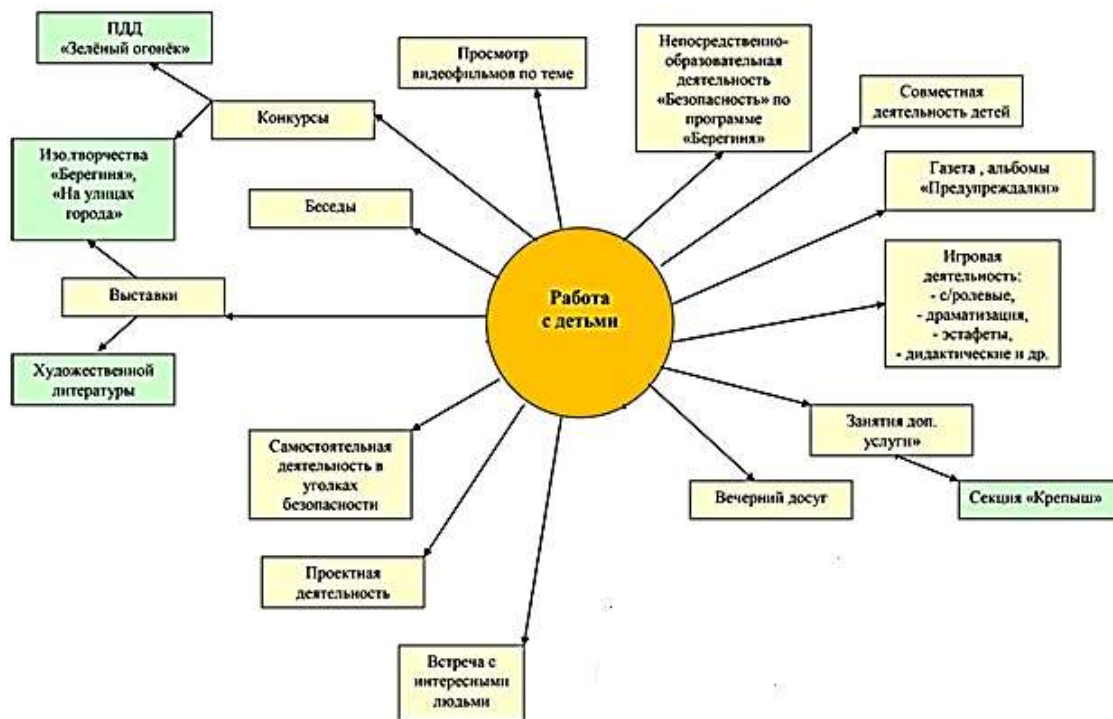 ПДД
«Зелёный огонёк»
Конкурсы
Просмотр
видеофильмов по теме
Непосредственно-
образовательная
деятельность
«Безопасность» по
программе
«Берегиня»
Совместная
деятельность детей
Изо.творчества
«Берегиня»,
«На улицах
города»
Беседы
Газета , альбомы
«Предупреждалки»
Выставки
Работа
с детьми
Игровая
деятельность:
- с/ролевые,
- драматизация,
- эстафеты,
- дидактические и др.
Художественной
литературы
Самостоятельная
деятельность в
уголках
безопасности
Занятия доп.
услуги»
Вечерний досуг
Секция «Крепыш»
Проектная
деятельность
Встреча с
интересными
людьми